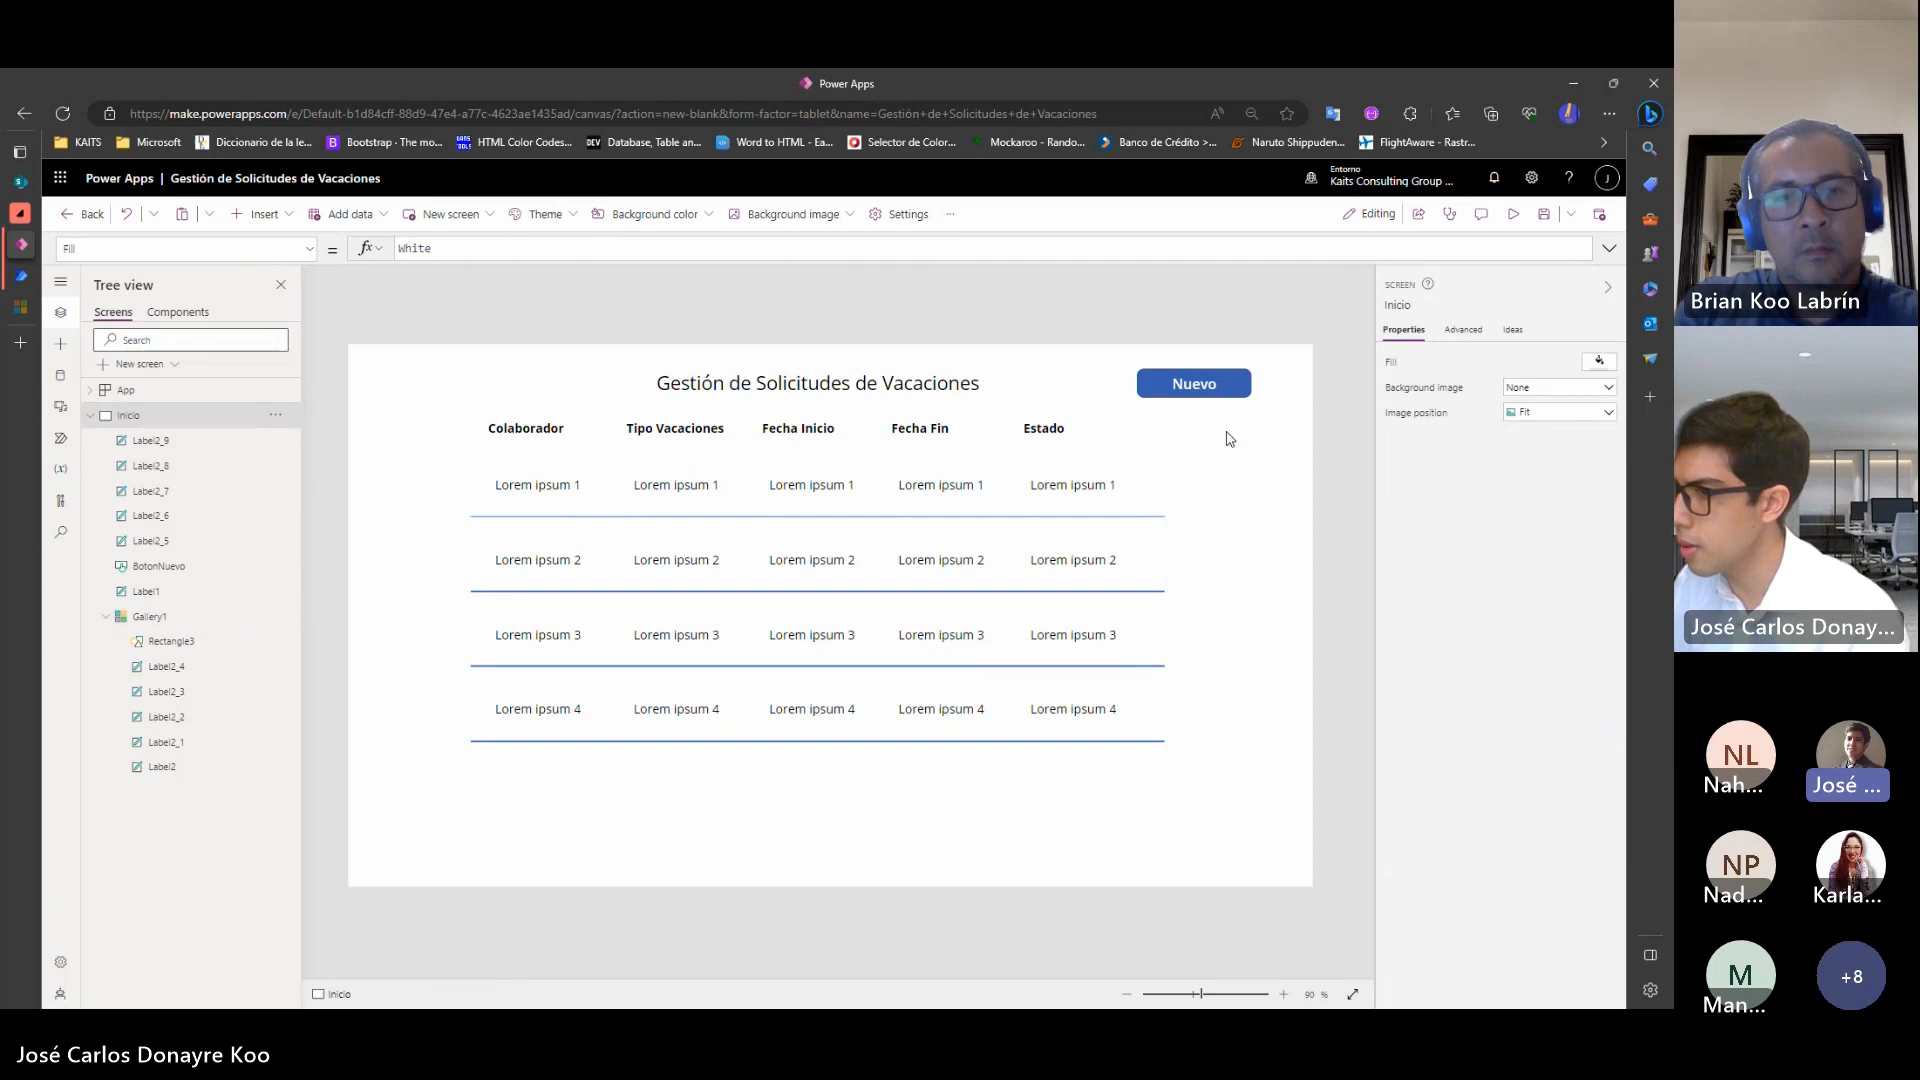 Power Apps
https://make.powerapps.com/e/Default-b1d84cff-88d9-47e4-a77c-4623ae1435ad/canvas/?action=new-blank&form-factor=tablet&name=Gestión+de+Solicitudes+de+Vacaciones
KAITS
Microsoft
Diccionario de la le...
Bootstrap · The mo...
HTML Color Codes...
Database, Table an...
Word to HTML - Ea...
Selector de Color...
Mockaroo - Rando...
Banco de Crédito >...
Naruto Shippuden...
FlightAware - Rastr...
Power Apps | Gestión de Solicitudes de Vacaciones
Entorno
Kaits Consulting Group ...
J
Back
Insert
Add data
New screen
Theme
Background color
Background image
Settings
...
Editing
Fill
=
fx
White
Tree view
Screens
Components
Search
New screen
App
Inicio
Label2_9
Label2_8
Label2_7
Label2_6
Label2_5
BotonNuevo
Label1
Gallery1
Rectangle3
Label2_4
Label2_3
Label2_2
Label2_1
Label2
Gestión de Solicitudes de Vacaciones
Nuevo
Colaborador Tipo Vacaciones Fecha Inicio Fecha Fin Estado
Lorem ipsum 1 Lorem ipsum 1 Lorem ipsum 1 Lorem ipsum 1 Lorem ipsum 1
Lorem ipsum 2 Lorem ipsum 2 Lorem ipsum 2 Lorem ipsum 2 Lorem ipsum 2
Lorem ipsum 3 Lorem ipsum 3 Lorem ipsum 3 Lorem ipsum 3 Lorem ipsum 3
Lorem ipsum 4 Lorem ipsum 4 Lorem ipsum 4 Lorem ipsum 4 Lorem ipsum 4
Inicio
90 %
SCREEN
Inicio
Properties
Advanced
Ideas
Fill
Background image
None
Image position
Fit
Brian Koo Labrín
José Carlos Donay...
NL
Nah...
José ...
NP
Nad...
Karla...
M
Man...
+8
José Carlos Donayre Koo